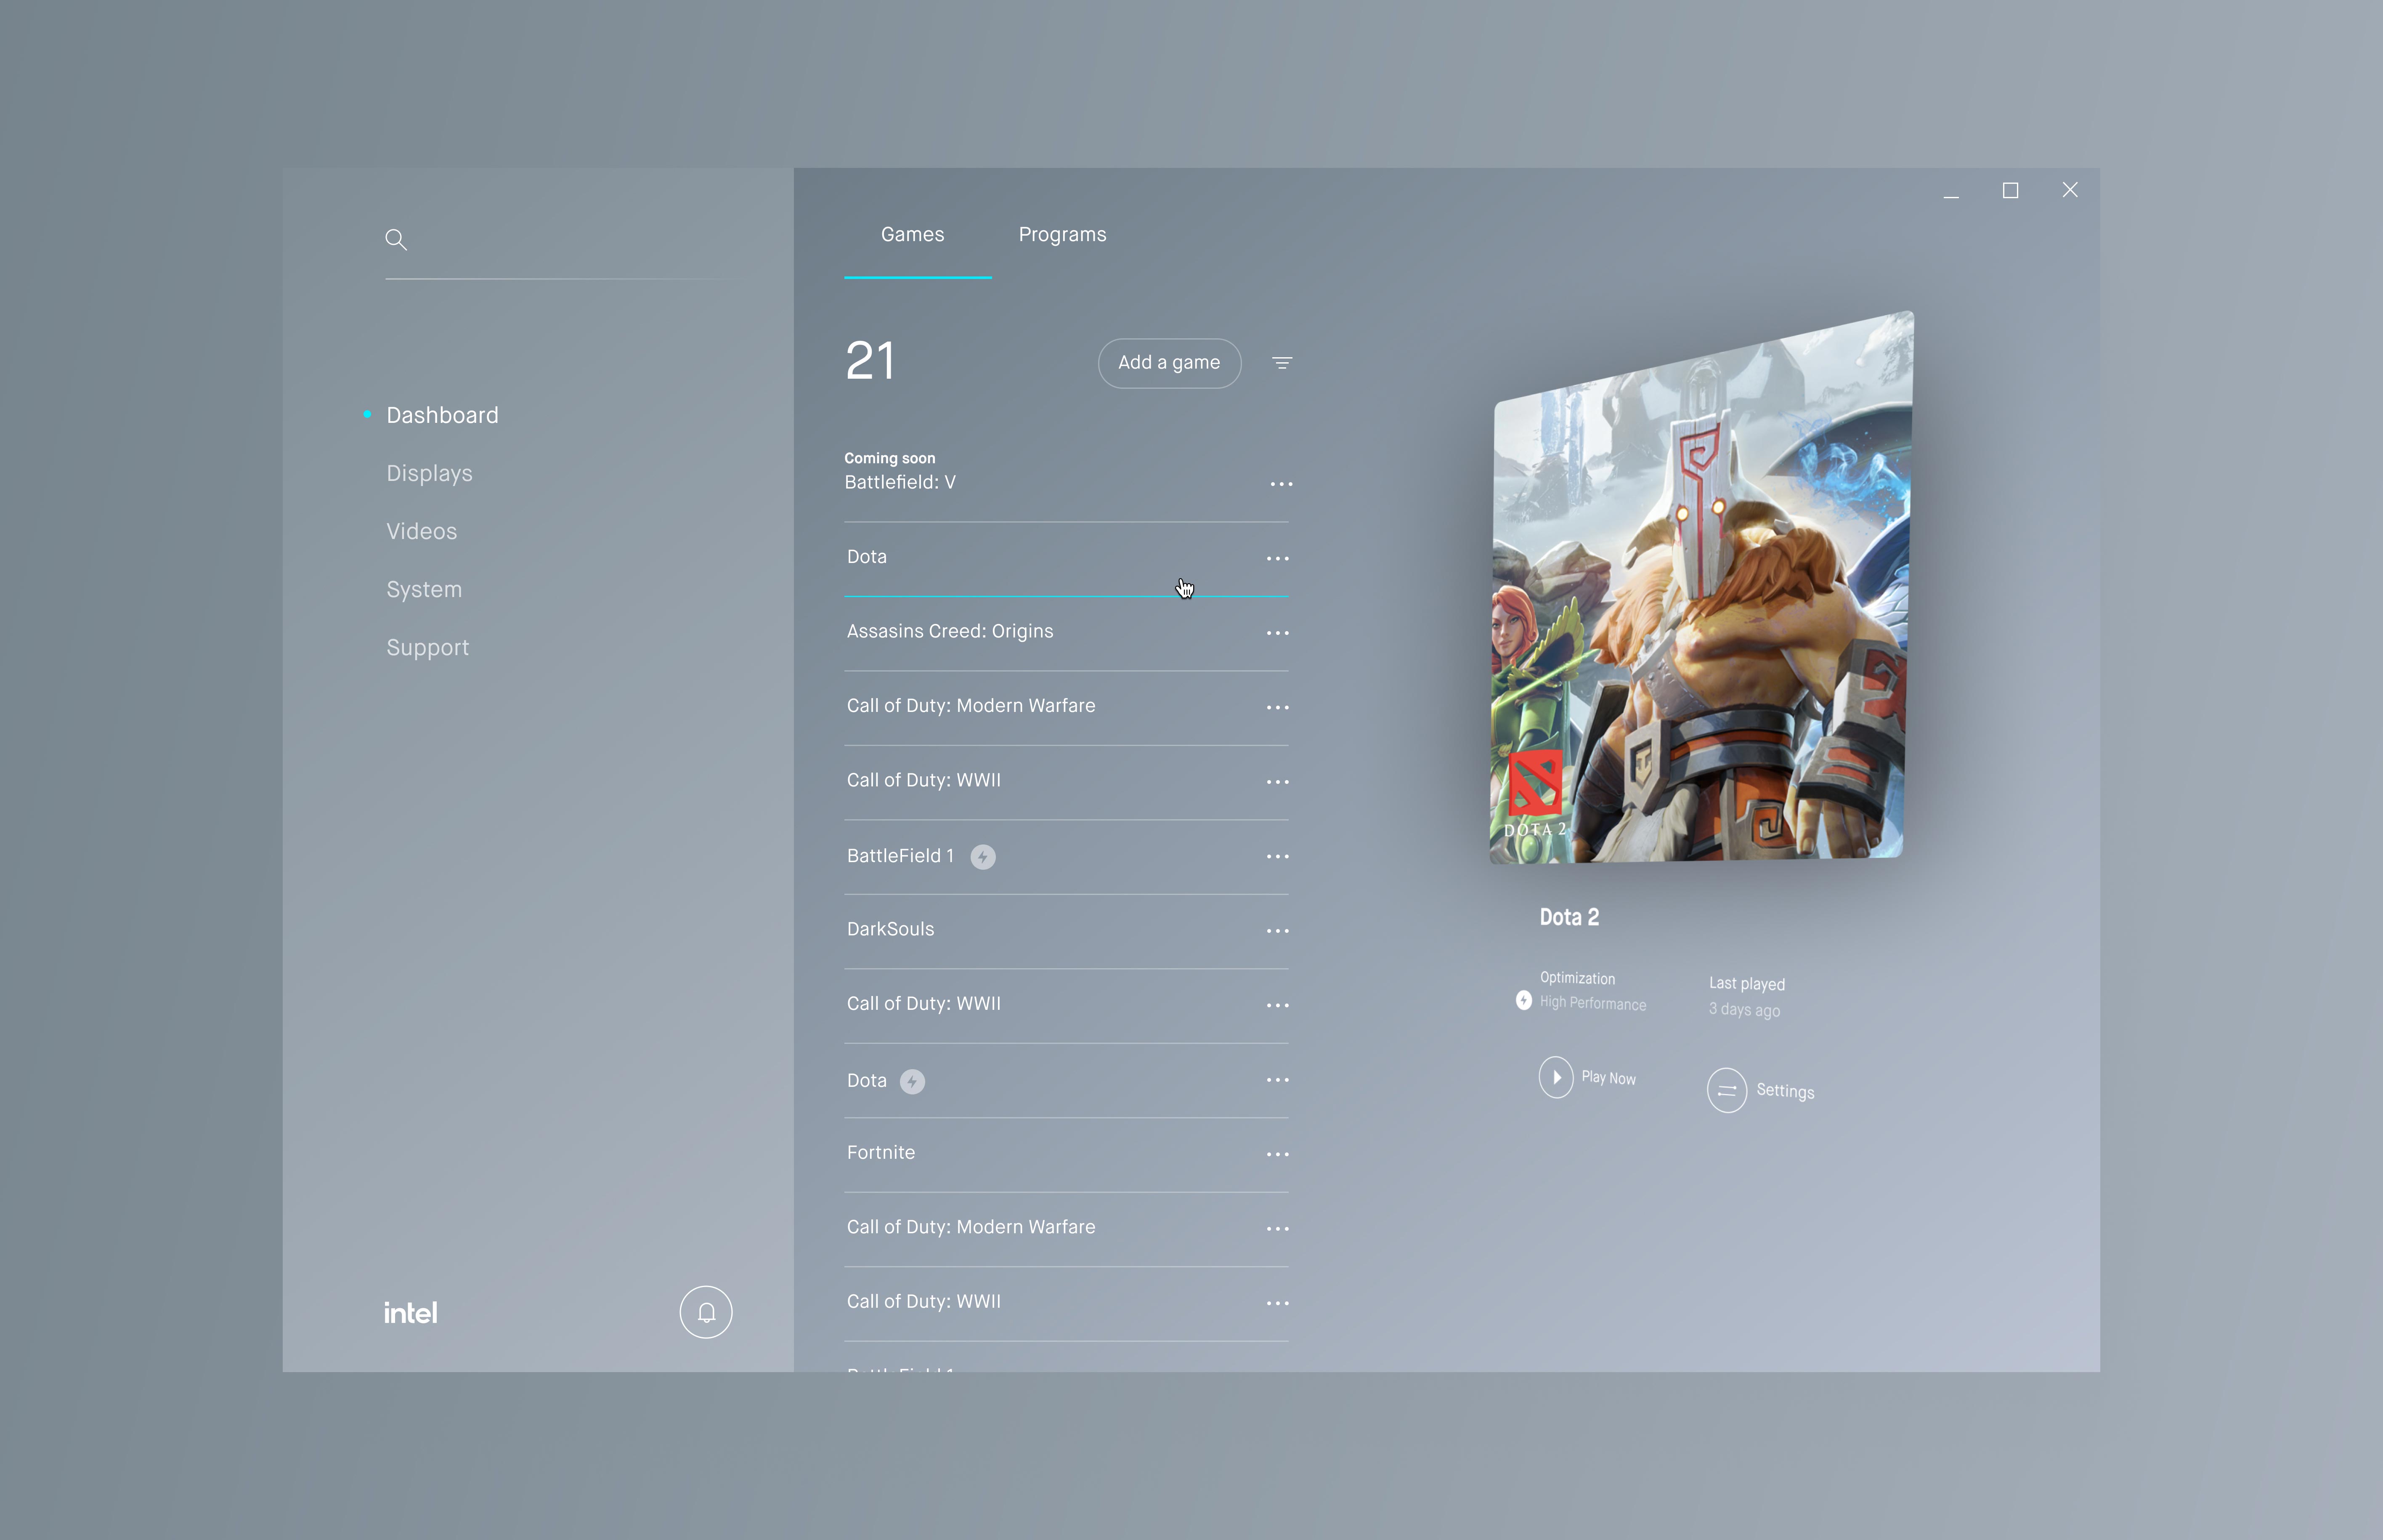 Games
Programs
21
Add a game
Dashboard
Displays
Videos
System
Support
intel
Coming soon
Battlefield: V
Dota
Assasins Creed: Origins
Call of Duty: Modern Warfare
Call of Duty: WWII
BattleField 1
DarkSouls
Call of Duty: WWII
Dota
Fortnite
Call of Duty: Modern Warfare
Call of Duty: WWII
DOTA 2
Dota 2
Optimization
High Performance
Last played
3 days ago
Play Now
Settings